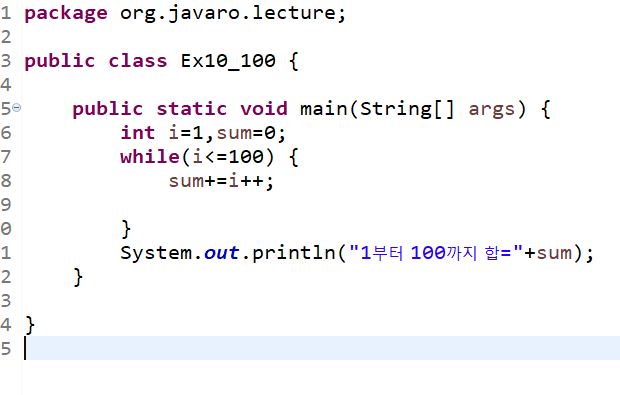 1 package org.javaro.lecture;
2
3 public class Ex10_100 {
4
5 public static void main(String[] args) {
6 int i=1,sum=0;
7 while(i<=100) {
8 sum+=i++;
9
0 }
1 System.out.println("1부터 100까지 합="+sum);
2 }
3
4 }
5